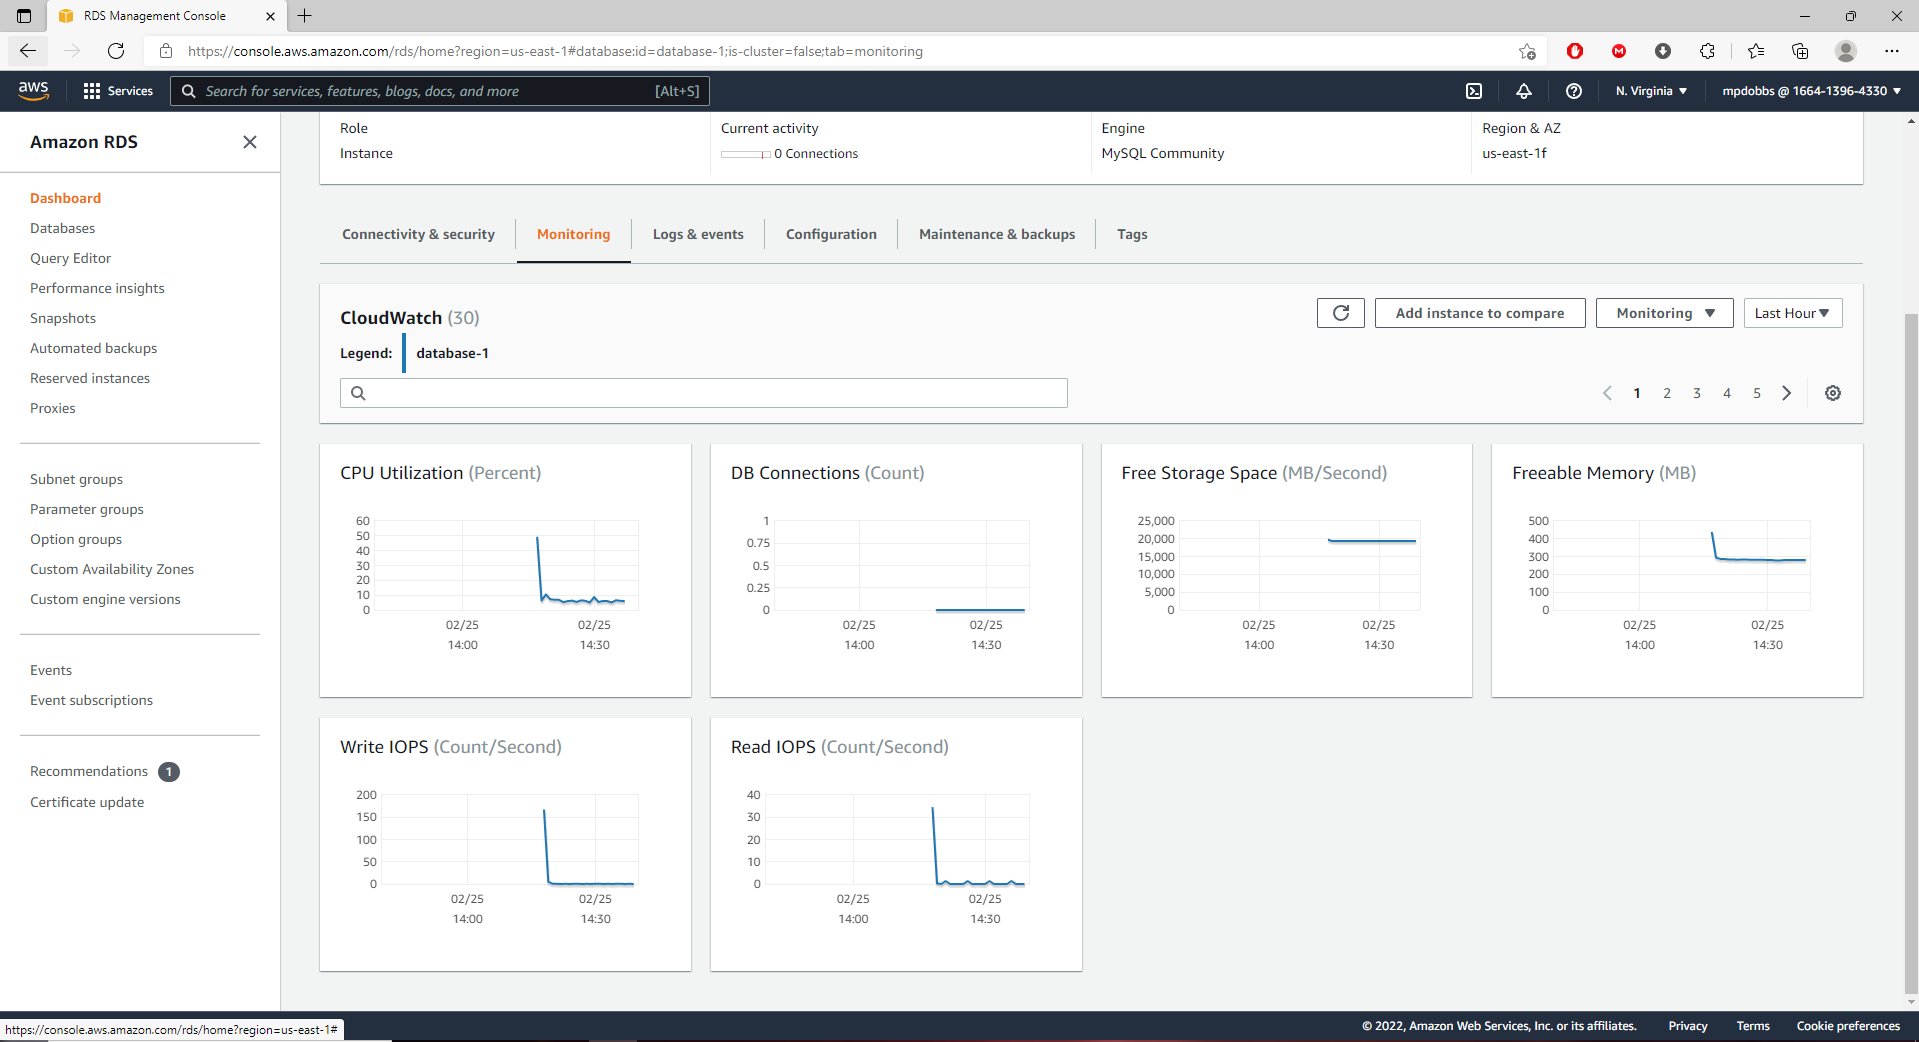 RDS Management Console
https://console.aws.amazon.com/rds/home?region=us-east-1#database:id=database-1;is-cluster=false;tab=monitoring
aws
Services
Search for services, features, blogs, docs, and more
[Alt+S]
N. Virginia
mpdobbs @ 1664-1396-4330
Amazon RDS
Dashboard
Databases
Query Editor
Performance insights
Snapshots
Automated backups
Reserved instances
Proxies
Subnet groups
Parameter groups
Option groups
Custom Availability Zones
Custom engine versions
Events
Event subscriptions
Recommendations 1
Certificate update
Role
Instance
Current activity
0 Connections
Engine
MySQL Community
Region & AZ
us-east-1f
Connectivity & security
Monitoring
Logs & events
Configuration
Maintenance & backups
Tags
CloudWatch (30)
Add instance to compare
Monitoring
Last Hour
Legend: database-1
1 2 3 4 5
CPU Utilization (Percent)
60
50
40
30
20
10
0
02/25
14:00
02/25
14:30
DB Connections (Count)
1
0.75
0.5
0.25
0
02/25
14:00
02/25
14:30
Free Storage Space (MB/Second)
25,000
20,000
15,000
10,000
5,000
0
02/25
14:00
02/25
14:30
Freeable Memory (MB)
500
400
300
200
100
0
02/25
14:00
02/25
14:30
Write IOPS (Count/Second)
200
150
100
50
0
02/25
14:00
02/25
14:30
Read IOPS (Count/Second)
40
30
20
10
0
02/25
14:00
02/25
14:30
https://console.aws.amazon.com/rds/home?region=us-east-1#
© 2022, Amazon Web Services, Inc. or its affiliates.
Privacy
Terms
Cookie preferences